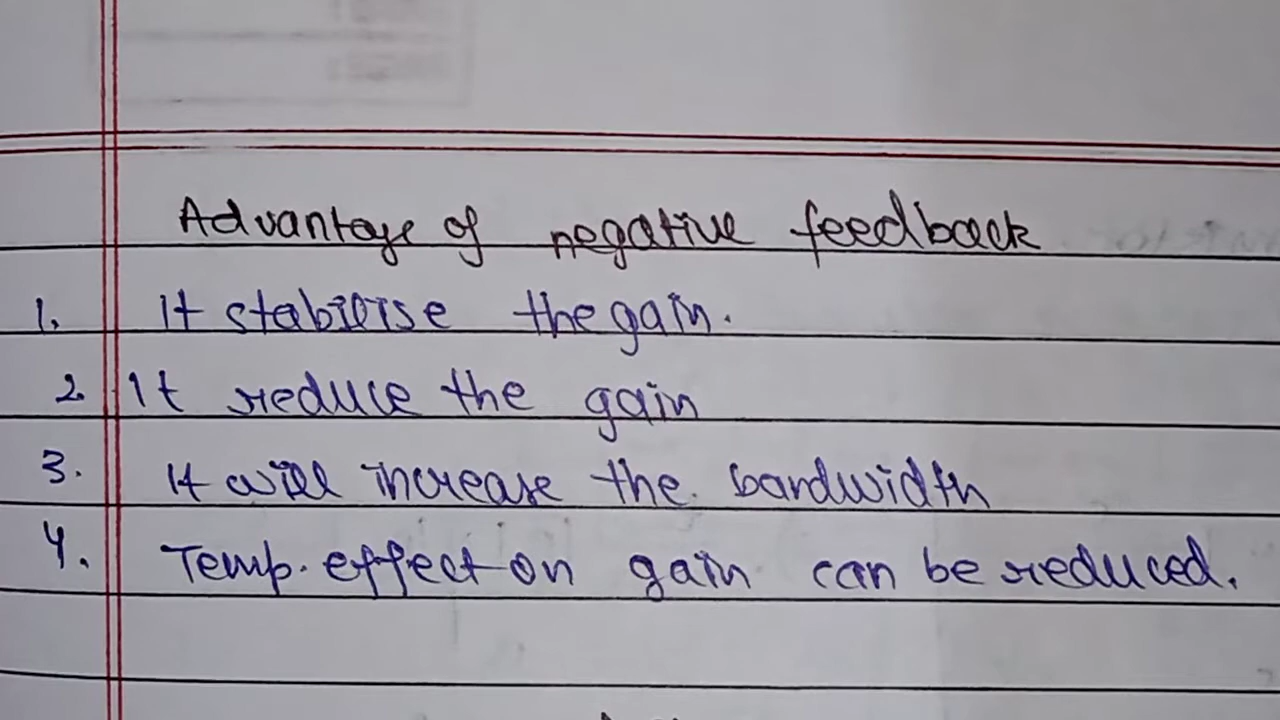 Advantage of negative feedback
1. It stabilise the gain.
2. It reduce the gain
3. It will increase the bandwidth
4. Temp. effect on gain can be reduced.